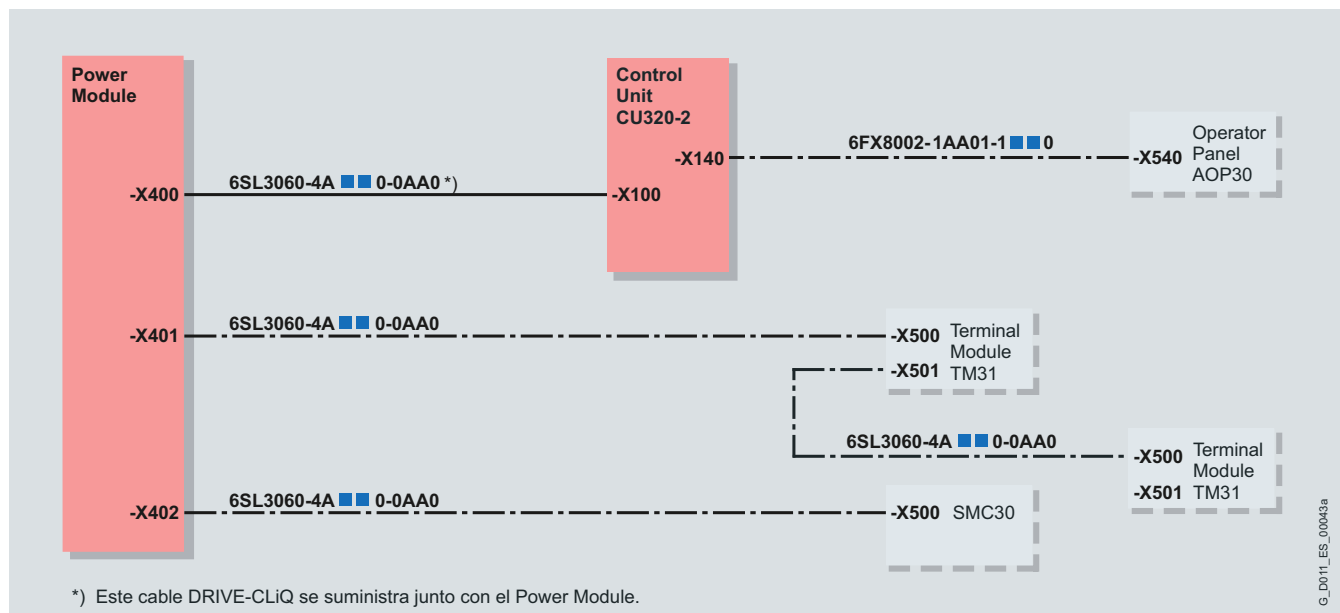 Power
Module
Control
Unit
CU320-2
-X140
6FX8002-1AA01-1■■0
-X540
Operator
Panel
AOP30
-X400
6SL3060-4A■■0-0AA0 *)
-X100
-X401
6SL3060-4A■■0-0AA0
-X500
-X501
Terminal
Module
TM31
6SL3060-4A■■0-0AA0
-X500
-X501
Terminal
Module
TM31
-X402
6SL3060-4A■■0-0AA0
-X500 SMC30
*) Este cable DRIVE-CLiQ se suministra junto con el Power Module.
G_D011_ES_00043a